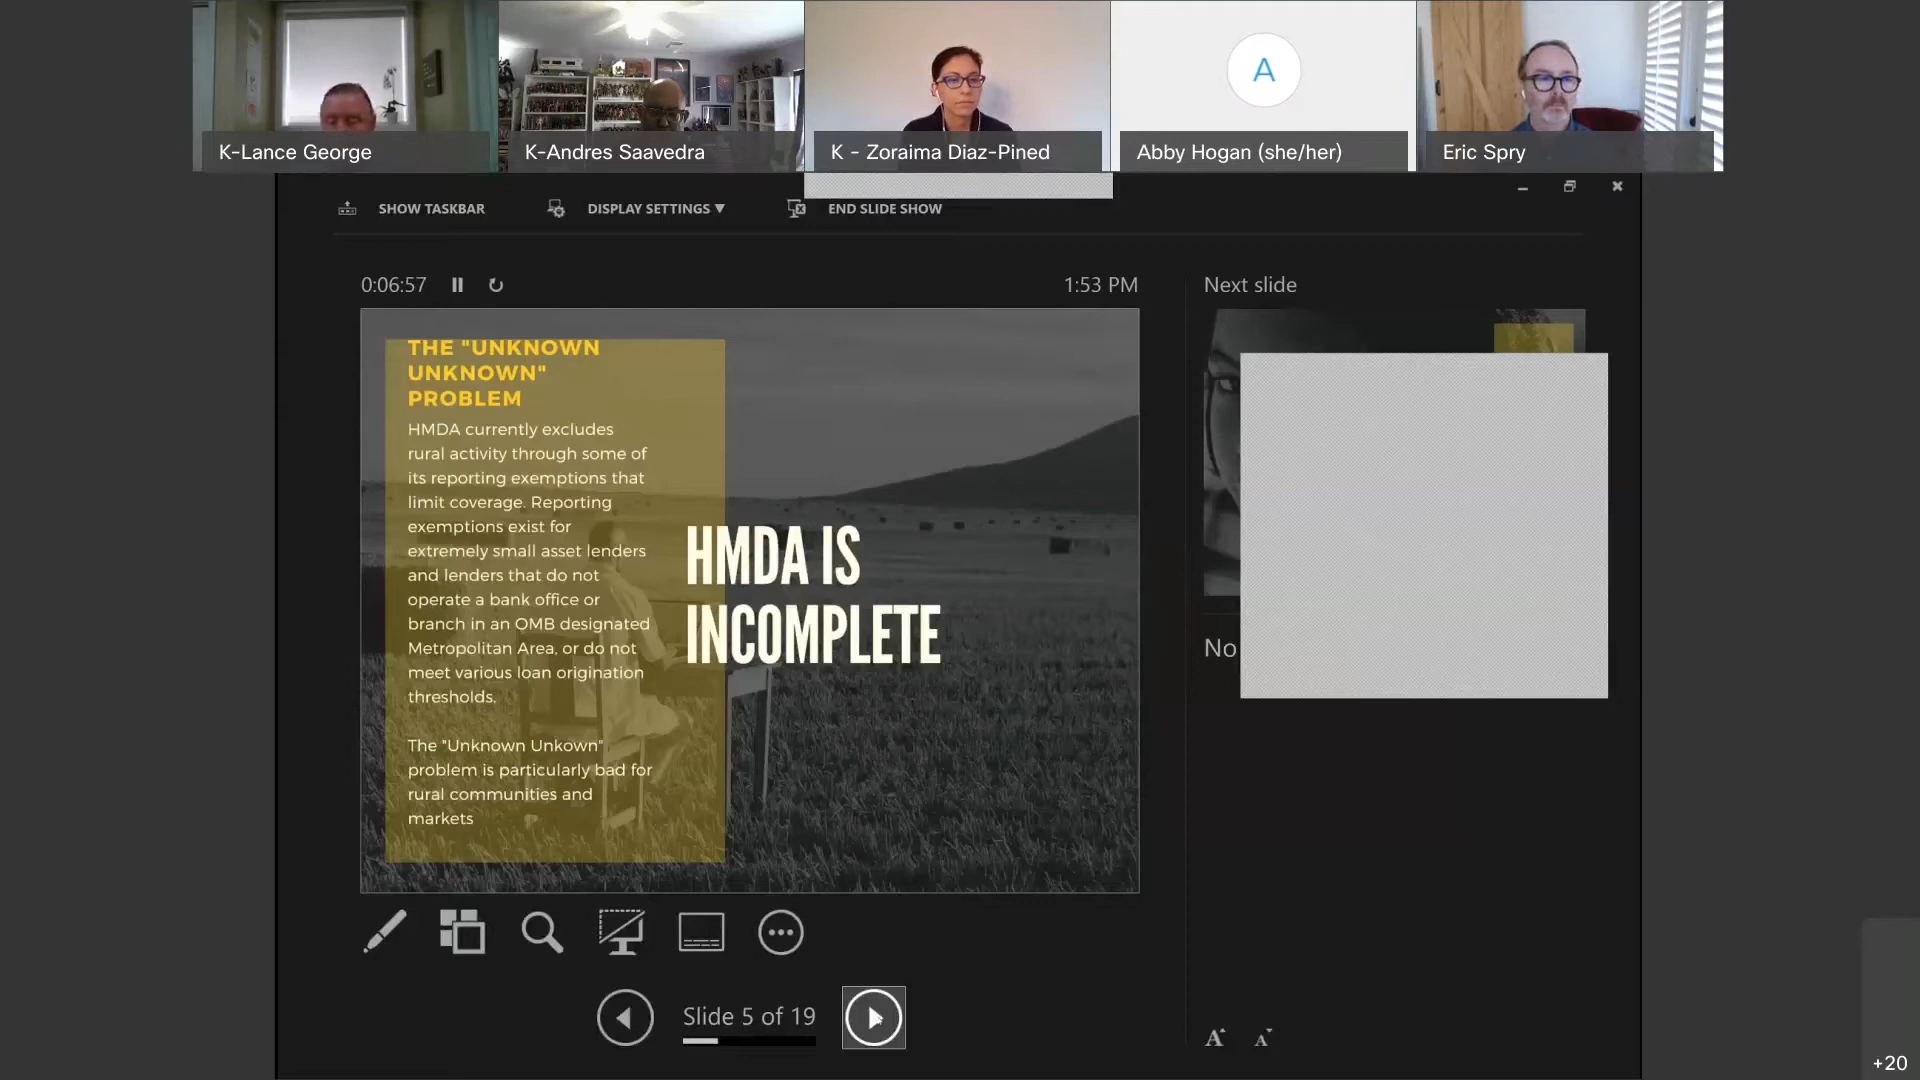 K-Lance George
K-Andres Saavedra
K - Zoraima Diaz-Pined
A
Abby Hogan (she/her)
Eric Spry
SHOW TASKBAR
DISPLAY SETTINGS ▼
END SLIDE SHOW
0:06:57
1:53 PM
Next slide
THE "UNKNOWN
UNKNOWN"
PROBLEM
HMDA currently excludes
rural activity through some of
its reporting exemptions that
limit coverage. Reporting
exemptions exist for
extremely small asset lenders
and lenders that do not
operate a bank office or
branch in an OMB designated
Metropolitan Area, or do not
meet various loan origination
thresholds.
The "Unknown Unkown"
problem is particularly bad for
rural communities and
markets
HMDA IS
INCOMPLETE
No
Slide 5 of 19
A A
+20